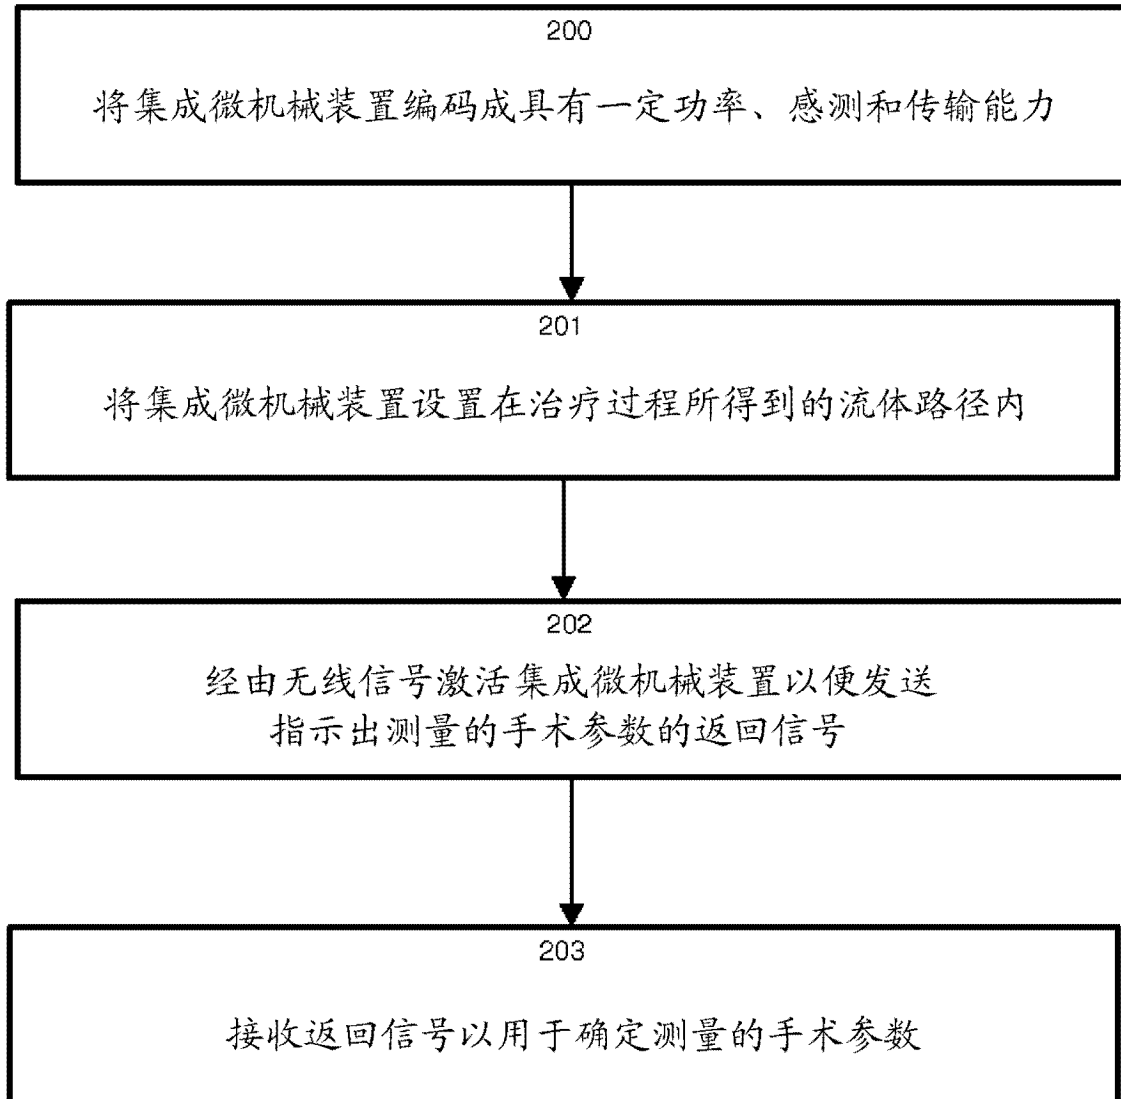 200
将集成微机械装置编码成具有一定功率、感测和传输能力
201
将集成微机械装置设置在治疗过程所得到的流体路径内
202
经由无线信号激活集成微机械装置以便发送
指示出测量的手术参数的返回信号
203
接收返回信号以用于确定测量的手术参数